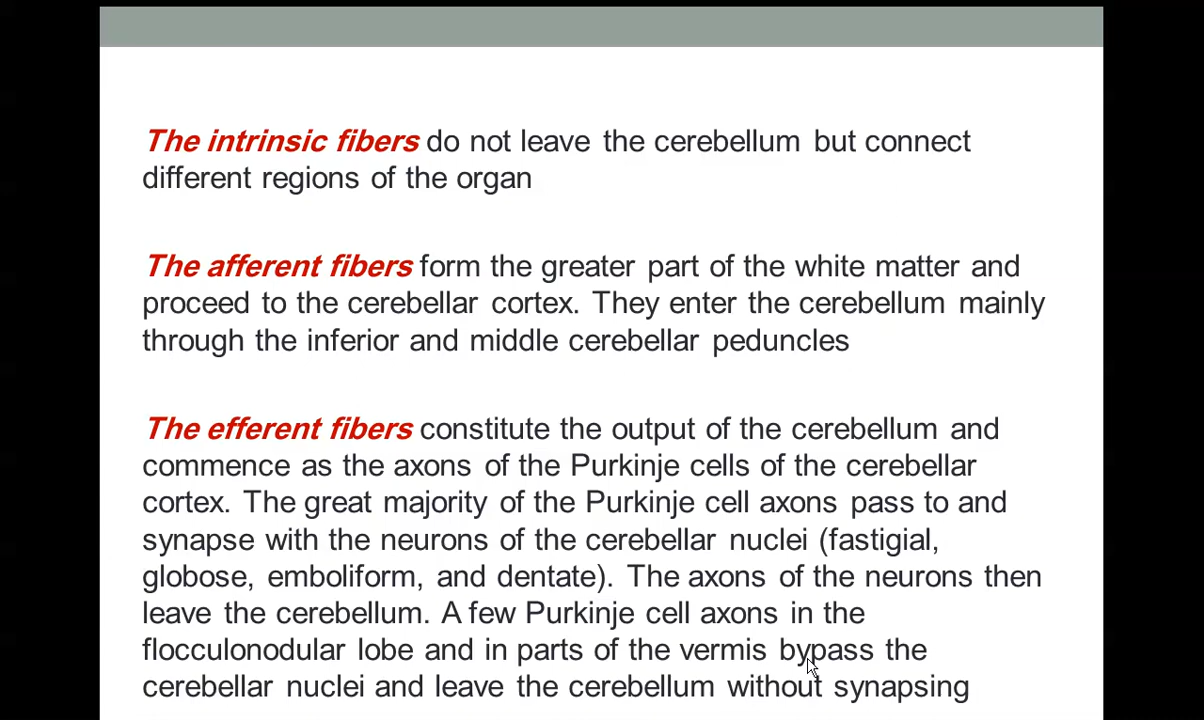 The intrinsic fibers do not leave the cerebellum but connect
different regions of the organ
The afferent fibers form the greater part of the white matter and
proceed to the cerebellar cortex. They enter the cerebellum mainly
through the inferior and middle cerebellar peduncles
The efferent fibers constitute the output of the cerebellum and
commence as the axons of the Purkinje cells of the cerebellar
cortex. The great majority of the Purkinje cell axons pass to and
synapse with the neurons of the cerebellar nuclei (fastigial,
globose, emboliform, and dentate). The axons of the neurons then
leave the cerebellum. A few Purkinje cell axons in the
flocculonodular lobe and in parts of the vermis bypass the
cerebellar nuclei and leave the cerebellum without synapsing